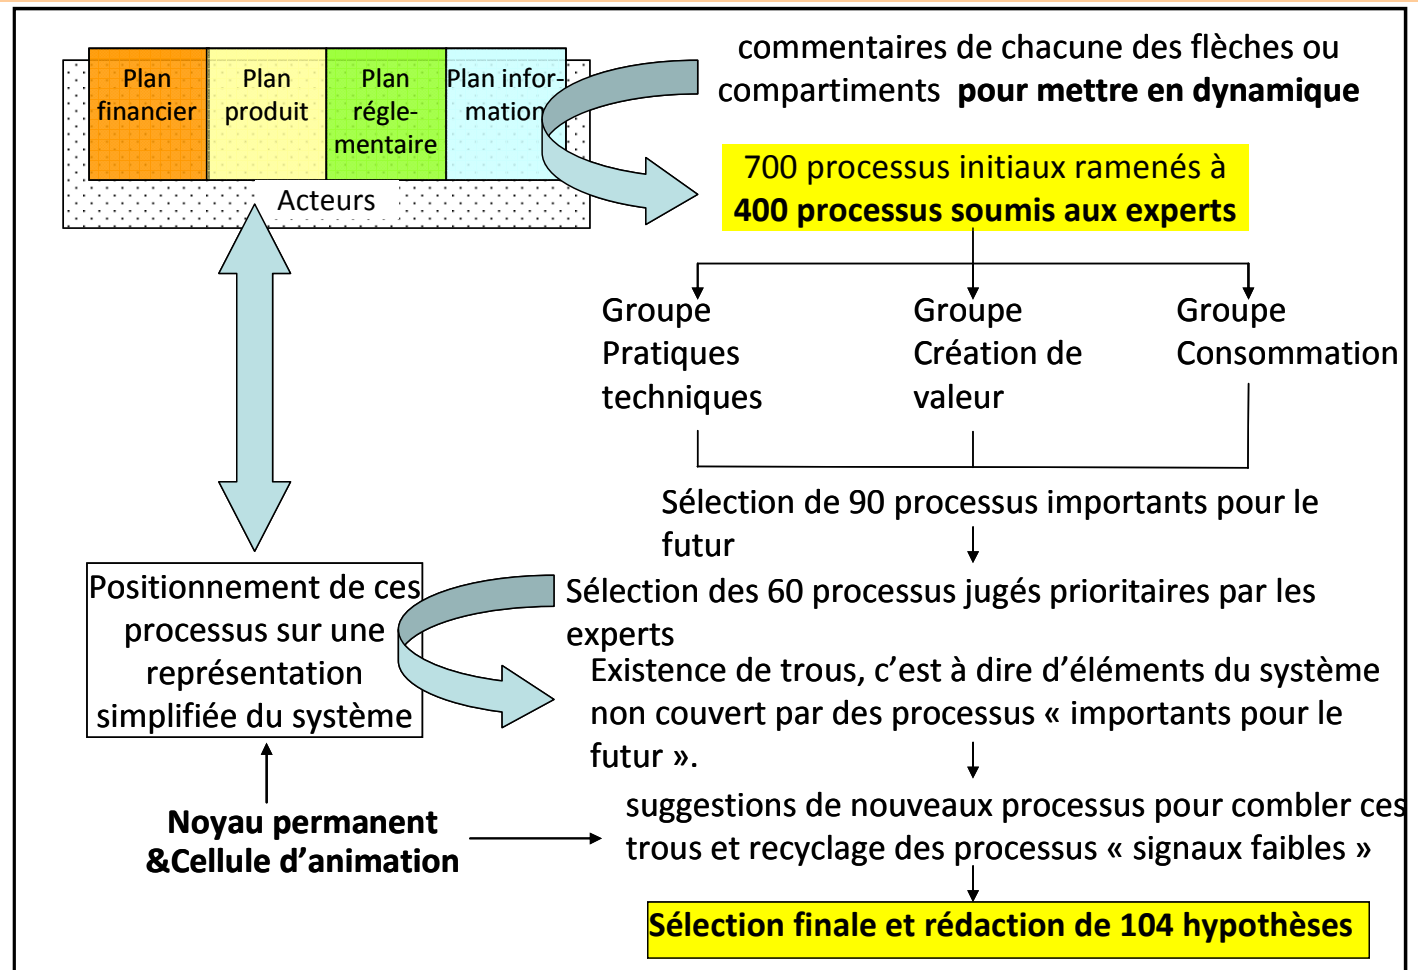 Plan
financier
Plan
produit
Plan
régle-
mentaire
Plan infor-
mation
Acteurs
commentaires de chacune des flèches ou
compartiments pour mettre en dynamique
700 processus initiaux ramenés à
400 processus soumis aux experts
Groupe
Pratiques
techniques
Groupe
Création de
valeur
Groupe
Consommation
Sélection de 90 processus importants pour le
futur
Positionnement de ces
processus sur une
représentation
simplifiée du système
Sélection des 60 processus jugés prioritaires par les
experts
Existence de trous, c’est à dire d’éléments du système
non couvert par des processus « importants pour le
futur ».
Noyau permanent
&Cellule d’animation
suggestions de nouveaux processus pour combler ces
trous et recyclage des processus « signaux faibles »
Sélection finale et rédaction de 104 hypothèses